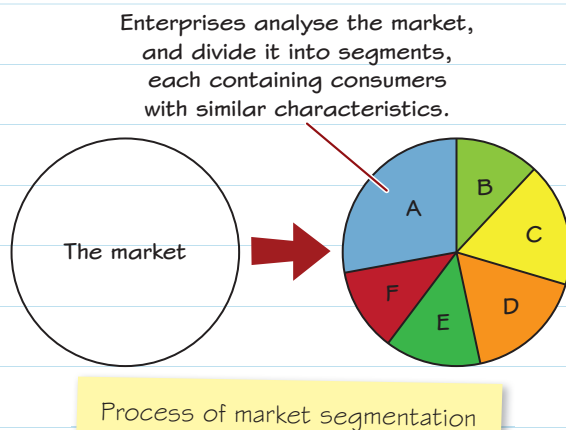 Enterprises analyse the market,
and divide it into segments,
each containing consumers
with similar characteristics.
The market
A
B
C
D
E
F
Process of market segmentation